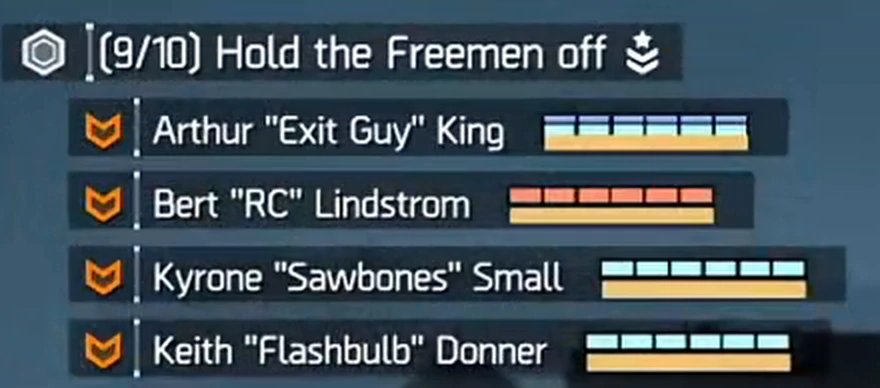 (9/10) Hold the Freemen off
Arthur "Exit Guy" King
Bert "RC" Lindstrom
Kyrone "Sawbones" Small
Keith "Flashbulb" Donner